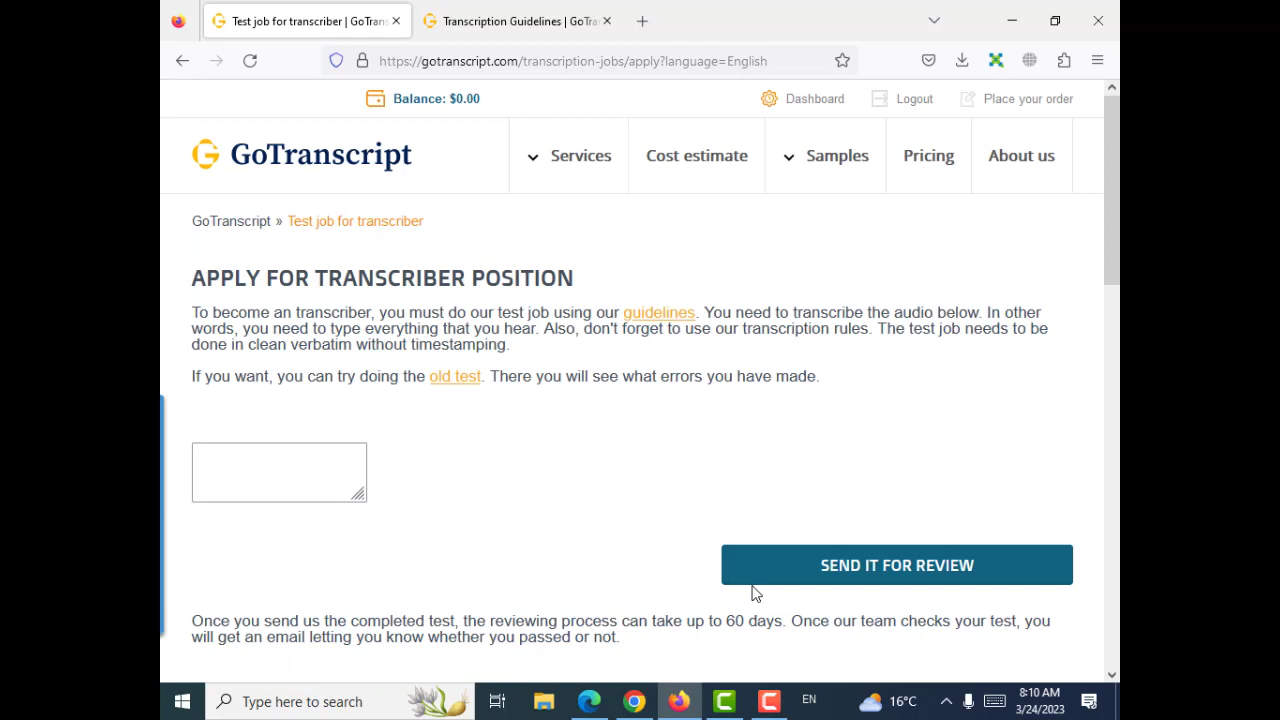 Test job for transcriber | GoTrans
Transcription Guidelines | GoTra
https://gotranscript.com/transcription-jobs/apply?language=English
Balance: $0.00
Dashboard
Logout
Place your order
GoTranscript
Services
Cost estimate
Samples
Pricing
About us
GoTranscript » Test job for transcriber
APPLY FOR TRANSCRIBER POSITION
To become an transcriber, you must do our test job using our guidelines. You need to transcribe the audio below. In other
words, you need to type everything that you hear. Also, don't forget to use our transcription rules. The test job needs to be
done in clean verbatim without timestamping.
If you want, you can try doing the old test. There you will see what errors you have made.
SEND IT FOR REVIEW
Once you send us the completed test, the reviewing process can take up to 60 days. Once our team checks your test, you
will get an email letting you know whether you passed or not.
Type here to search
EN
16°C
8:10 AM
3/24/2023